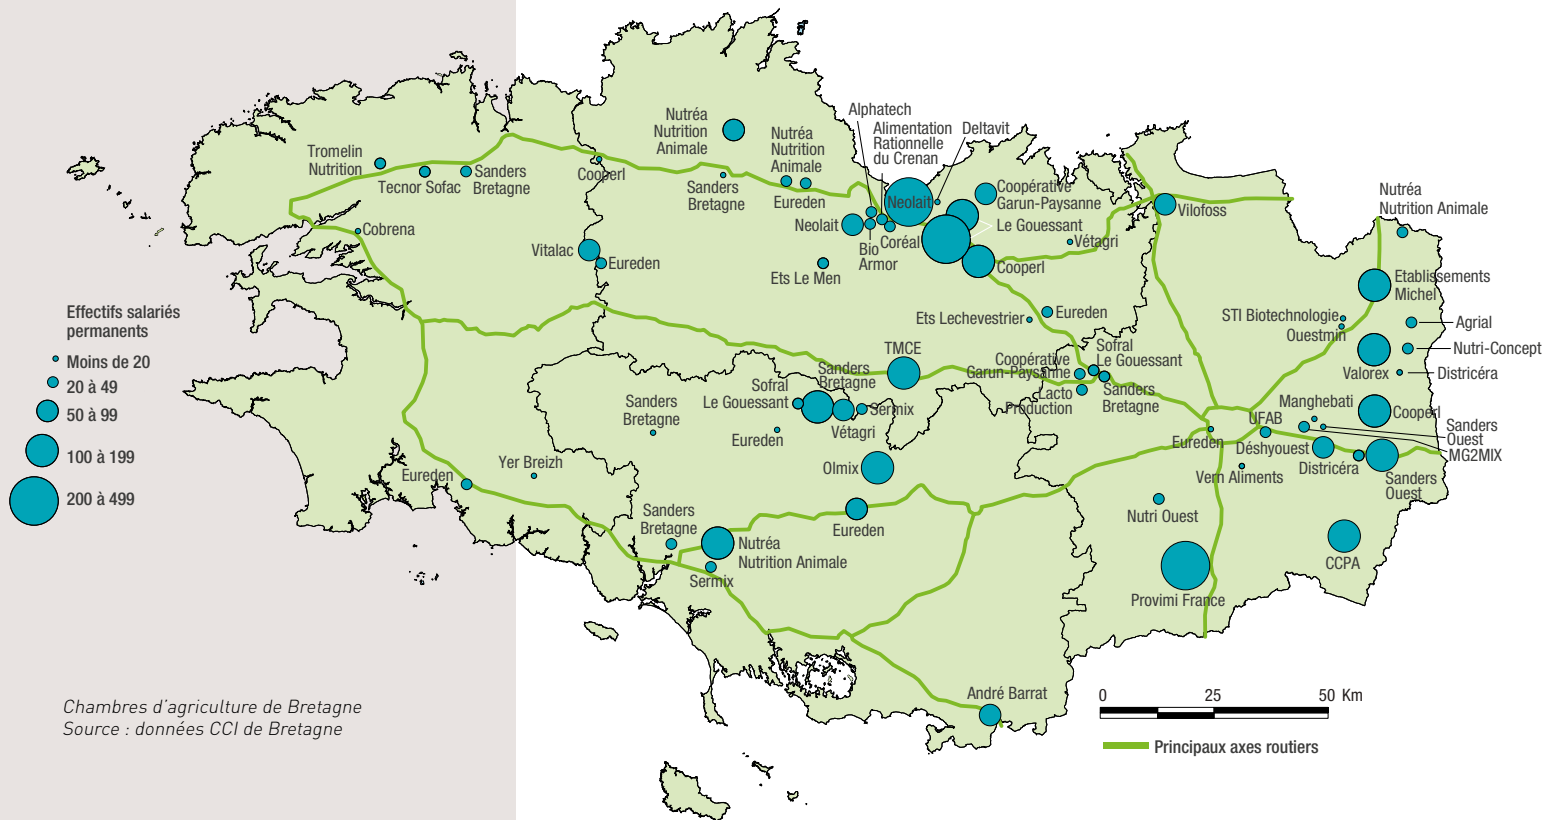 Alphatech
Alimentation
Rationnelle
du Crenan
Deltavit
Nutréa
Nutrition
Animale
Nutréa
Nutrition
Animale
Tromelin
Nutrition
Tecnor Sofac
Sanders
Bretagne
Cooperl
Sanders
Bretagne
Eureden
Neolait
Coopérative
Garun-Paysanne
Le Gouessant
Vilofoss
Nutréa
Nutrition Animale
Cobrena
Neolait
Bio
Armor
Coréal
Vétagri
Vitalac
Eureden
Ets Le Men
Cooperl
Etablissements
Michel
Effectifs salariés
permanents
Moins de 20
20 à 49
50 à 99
100 à 199
200 à 499
Ets Lechevestrier
Eureden
STI Biotechnologie
Ouestmin
Agrial
Nutri-Concept
Valorex
Districéra
TMCE
Coopérative
Garun-Paysanne
Sofral
Le Gouessant
Lacto
Production
Sanders
Bretagne
Sanders
Bretagne
Sofral
Le Gouessant
Sermix
Vétagri
Sanders
Bretagne
Eureden
Manghebati
Cooperl
UFAB
Sanders
Ouest
MG2MIX
Eureden
Déshyouest
Districéra
Vern Aliments
Sanders
Ouest
Olmix
Yer Breizh
Eureden
Sanders
Bretagne
Eureden
Nutri Ouest
Nutréa
Nutrition Animale
Sermix
CCPA
Provimi France
André Barrat
0 25 50 Km
Principaux axes routiers
Chambres d'agriculture de Bretagne
Source : données CCI de Bretagne